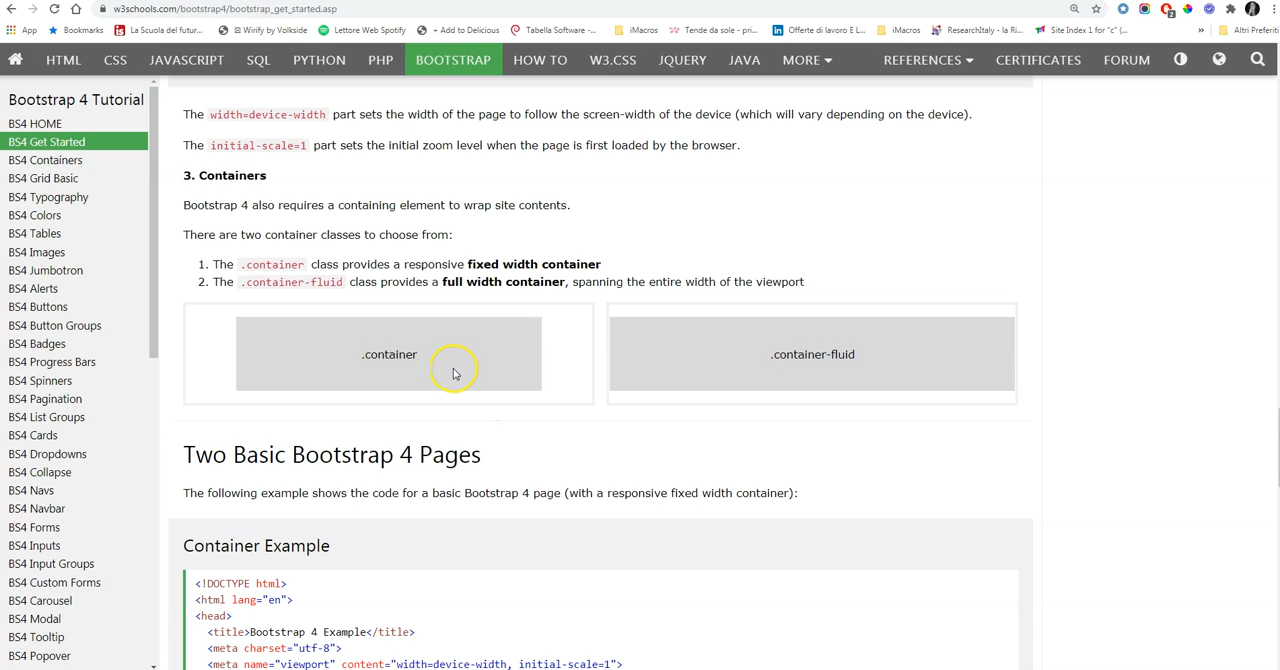 w3schools.com/bootstrap4/bootstrap_get_started.asp
2
App
Bookmarks
La Scuola del futur...
Wirify by Volkside
Lettore Web Spotify
+ Add to Delicious
Tabella Software -...
iMacros
Tende da sole - pri...
Offerte di lavoro E L...
iMacros
ResearchItaly - la Ri...
Site Index 1 for "c" (...
»
Altri Preferiti
HTML
CSS
JAVASCRIPT
SQL
PYTHON
PHP
BOOTSTRAP
HOW TO
W3.CSS
JQUERY
JAVA
MORE
REFERENCES
CERTIFICATES
FORUM
Bootstrap 4 Tutorial
BS4 HOME
BS4 Get Started
BS4 Containers
BS4 Grid Basic
BS4 Typography
BS4 Colors
BS4 Tables
BS4 Images
BS4 Jumbotron
BS4 Alerts
BS4 Buttons
BS4 Button Groups
BS4 Badges
BS4 Progress Bars
BS4 Spinners
BS4 Pagination
BS4 List Groups
BS4 Cards
BS4 Dropdowns
BS4 Collapse
BS4 Navs
BS4 Navbar
BS4 Forms
BS4 Inputs
BS4 Input Groups
BS4 Custom Forms
BS4 Carousel
BS4 Modal
BS4 Tooltip
BS4 Popover
The width=device-width part sets the width of the page to follow the screen-width of the device (which will vary depending on the device).
The initial-scale=1 part sets the initial zoom level when the page is first loaded by the browser.
3. Containers
Bootstrap 4 also requires a containing element to wrap site contents.
There are two container classes to choose from:
1. The .container class provides a responsive fixed width container
2. The .container-fluid class provides a full width container, spanning the entire width of the viewport
.container
.container-fluid
Two Basic Bootstrap 4 Pages
The following example shows the code for a basic Bootstrap 4 page (with a responsive fixed width container):
Container Example
<!DOCTYPE html>
<html lang="en">
<head>
<title>Bootstrap 4 Example</title>
<meta charset="utf-8">
<meta name="viewport" content="width=device-width, initial-scale=1">